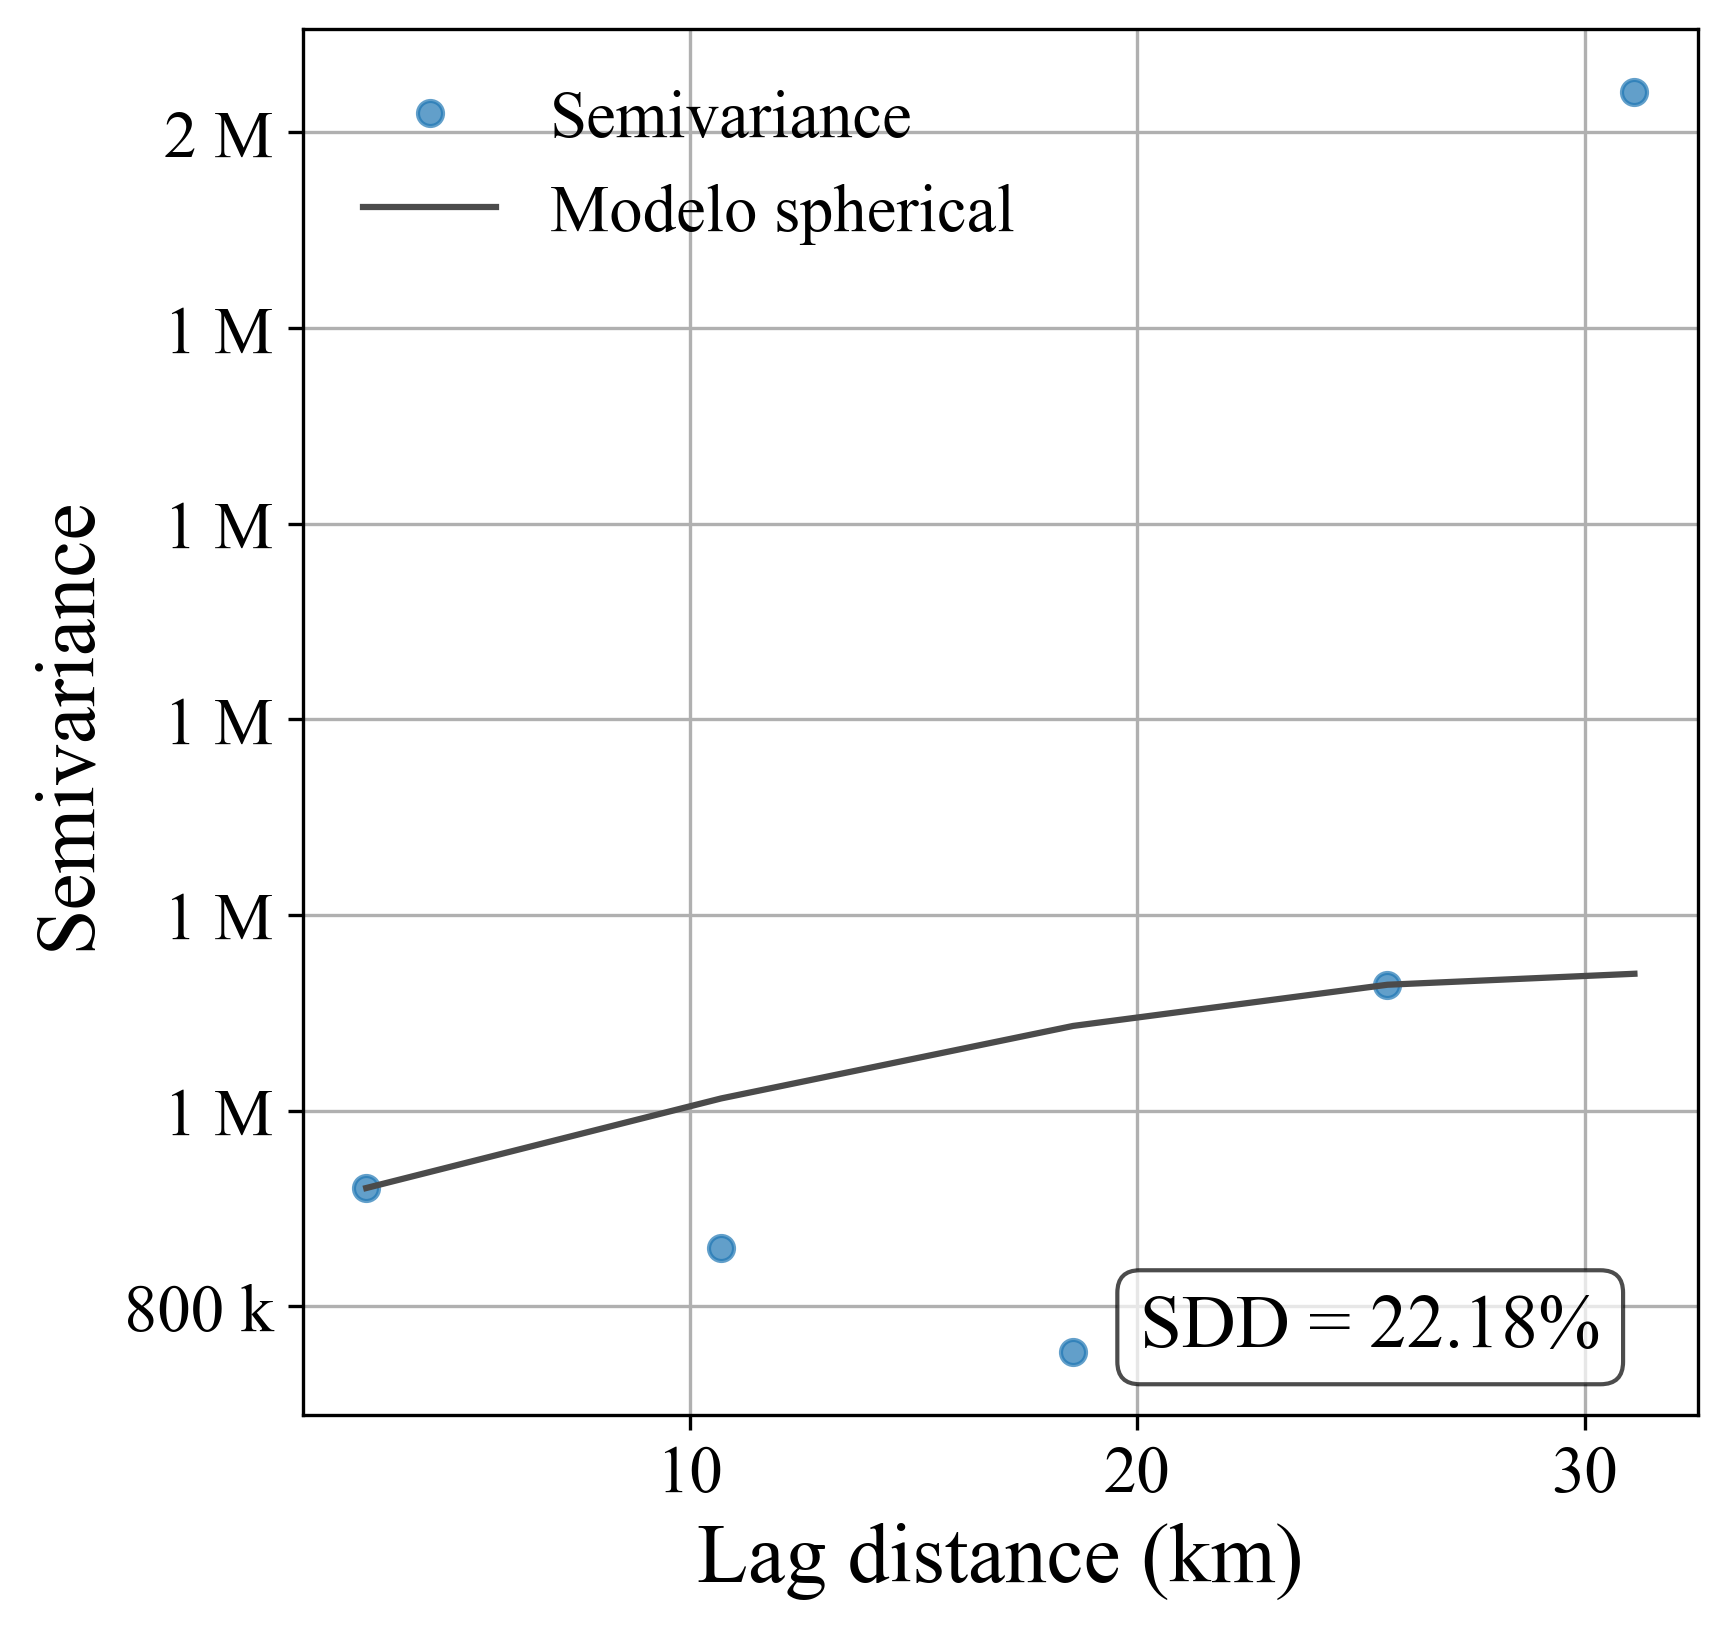 Semivariance
Modelo spherical
2 M
1 M
1 M
1 M
1 M
1 M
800 k
Semivariance
SDD = 22.18%
10
20
30
Lag distance (km)